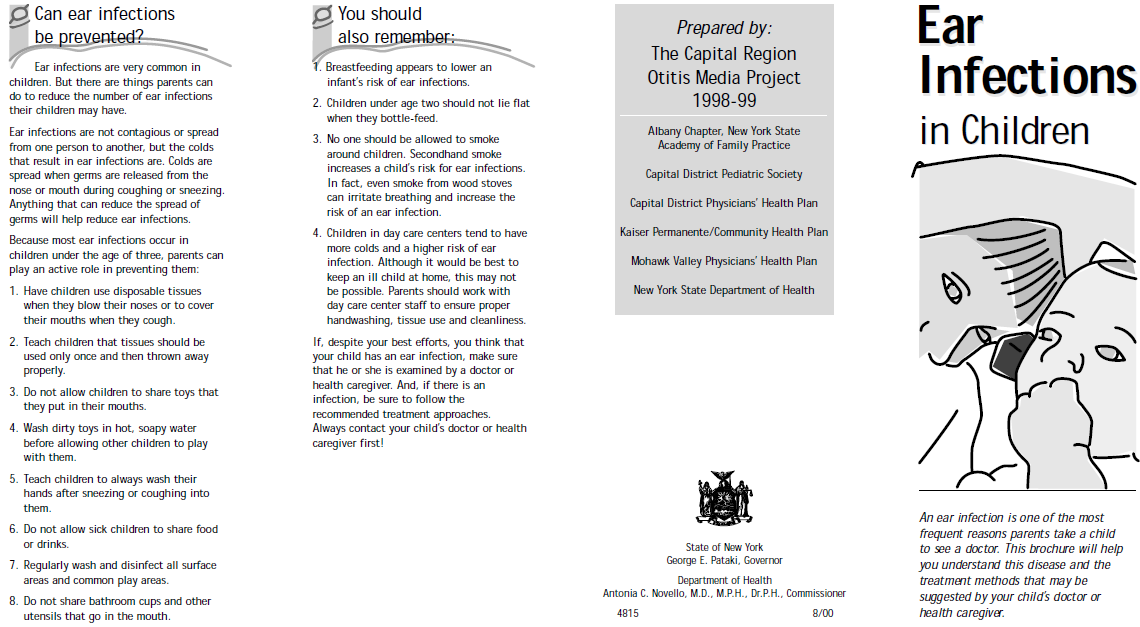 Can ear infections
be prevented?
Ear infections are very common in
children. But there are things parents can
do to reduce the number of ear infections
their children may have.
Ear infections are not contagious or spread
from one person to another, but the colds
that result in ear infections are. Colds are
spread when germs are released from the
nose or mouth during coughing or sneezing.
Anything that can reduce the spread of
germs will help reduce ear infections.
Because most ear infections occur in
children under the age of three, parents can
play an active role in preventing them:
1. Have children use disposable tissues
when they blow their noses or to cover
their mouths when they cough.
2. Teach children that tissues should be
used only once and then thrown away
properly.
3. Do not allow children to share toys that
they put in their mouths.
4. Wash dirty toys in hot, soapy water
before allowing other children to play
with them.
5. Teach children to always wash their
hands after sneezing or coughing into
them.
6. Do not allow sick children to share food
or drinks.
7. Regularly wash and disinfect all surface
areas and common play areas.
8. Do not share bathroom cups and other
utensils that go in the mouth.
You should
also remember:
1. Breastfeeding appears to lower an
infant's risk of ear infections.
2. Children under age two should not lie flat
when they bottle-feed.
3. No one should be allowed to smoke
around children. Secondhand smoke
increases a child's risk for ear infections.
In fact, even smoke from wood stoves
can irritate breathing and increase the
risk of an ear infection.
4. Children in day care centers tend to have
more colds and a higher risk of ear
infection. Although it would be best to
keep an ill child at home, this may not
be possible. Parents should work with
day care center staff to ensure proper
handwashing, tissue use and cleanliness.
If, despite your best efforts, you think that
your child has an ear infection, make sure
that he or she is examined by a doctor or
health caregiver. And, if there is an
infection, be sure to follow the
recommended treatment approaches.
Always contact your child's doctor or health
caregiver first!
Prepared by:
The Capital Region
Otitis Media Project
1998-99
Albany Chapter, New York State
Academy of Family Practice
Capital District Pediatric Society
Capital District Physicians' Health Plan
Kaiser Permanente/Community Health Plan
Mohawk Valley Physicians' Health Plan
New York State Department of Health
State of New York
George E. Pataki, Governor
Department of Health
Antonia C. Novello, M.D., M.P.H., Dr.P.H., Commissioner
4815 8/00
Ear
Infections
in Children
An ear infection is one of the most
frequent reasons parents take a child
to see a doctor. This brochure will help
you understand this disease and the
treatment methods that may be
suggested by your child's doctor or
health caregiver.